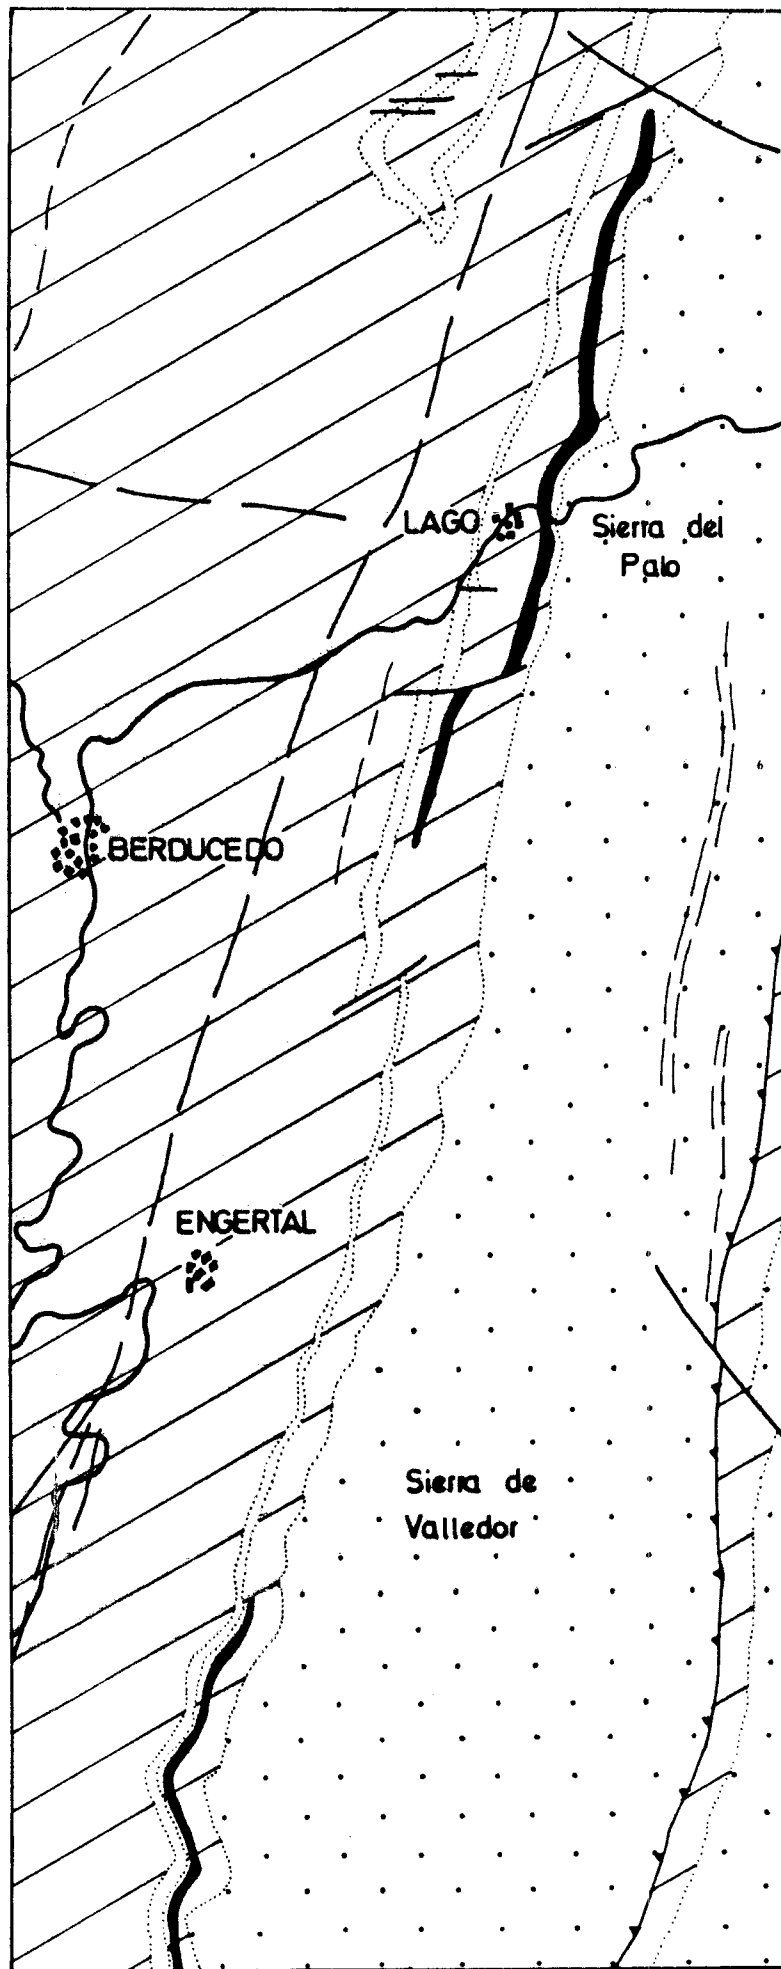 LAGO
Sierra del
Palo
BERDUCEDO
ENGERTAL
Sierra de
Valledor